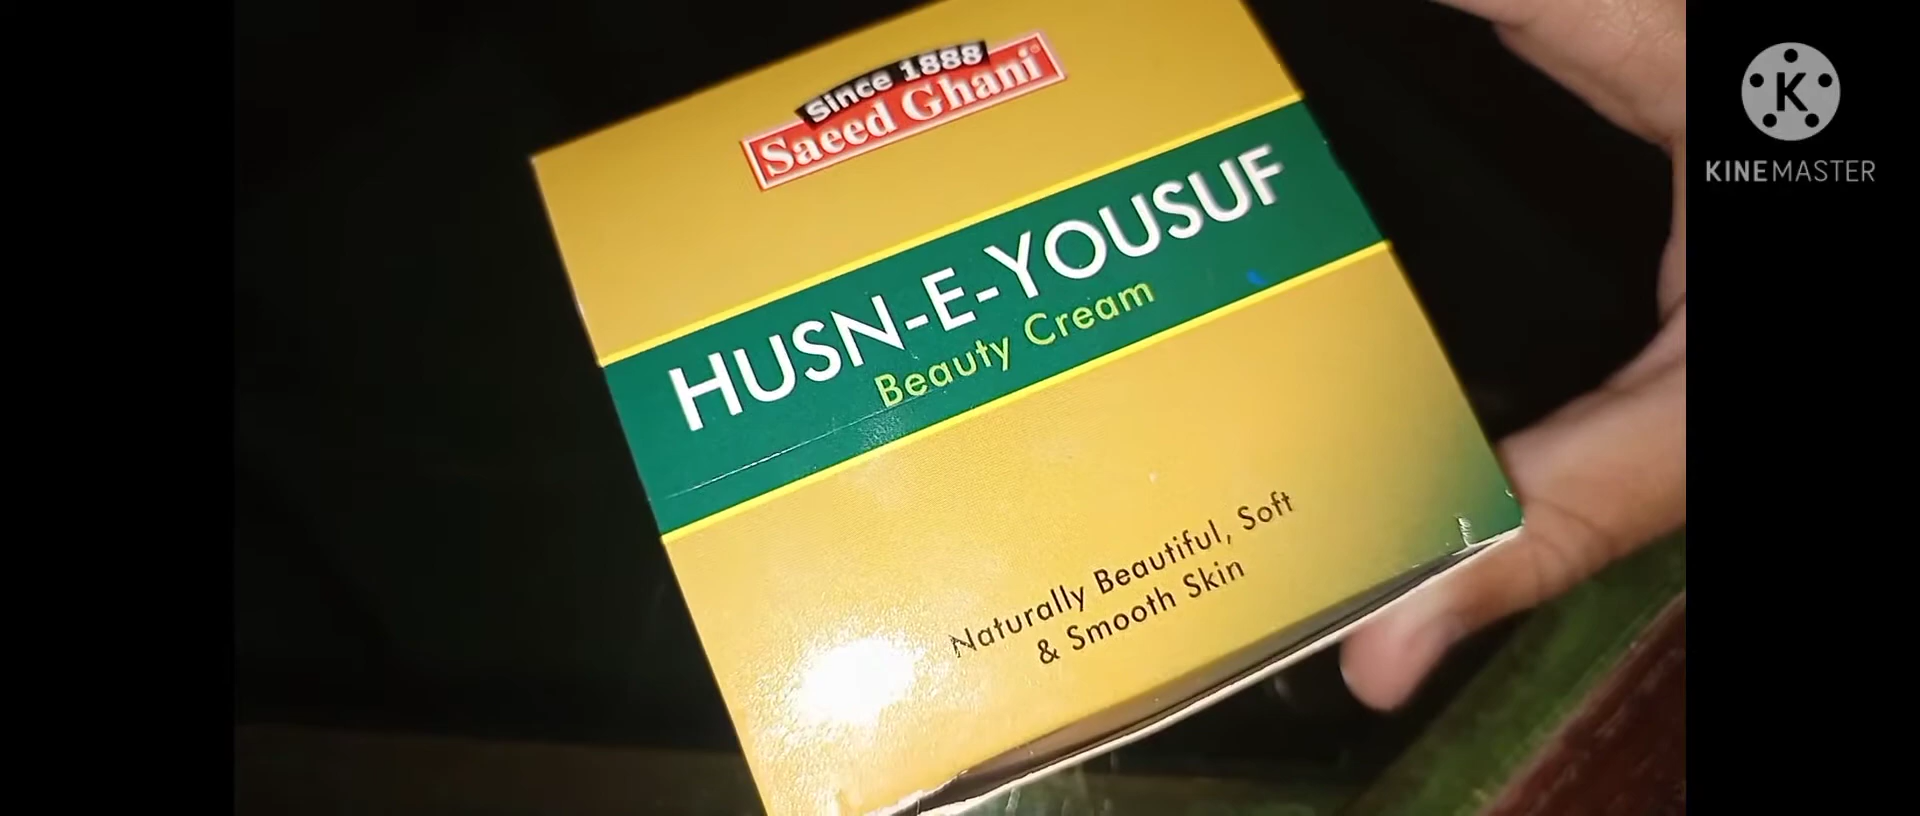 Since 1888
Saeed Ghani
HUSN-E-YOUSUF
Beauty Cream
Naturally Beautiful, Soft
& Smooth Skin
K
KINEMASTER